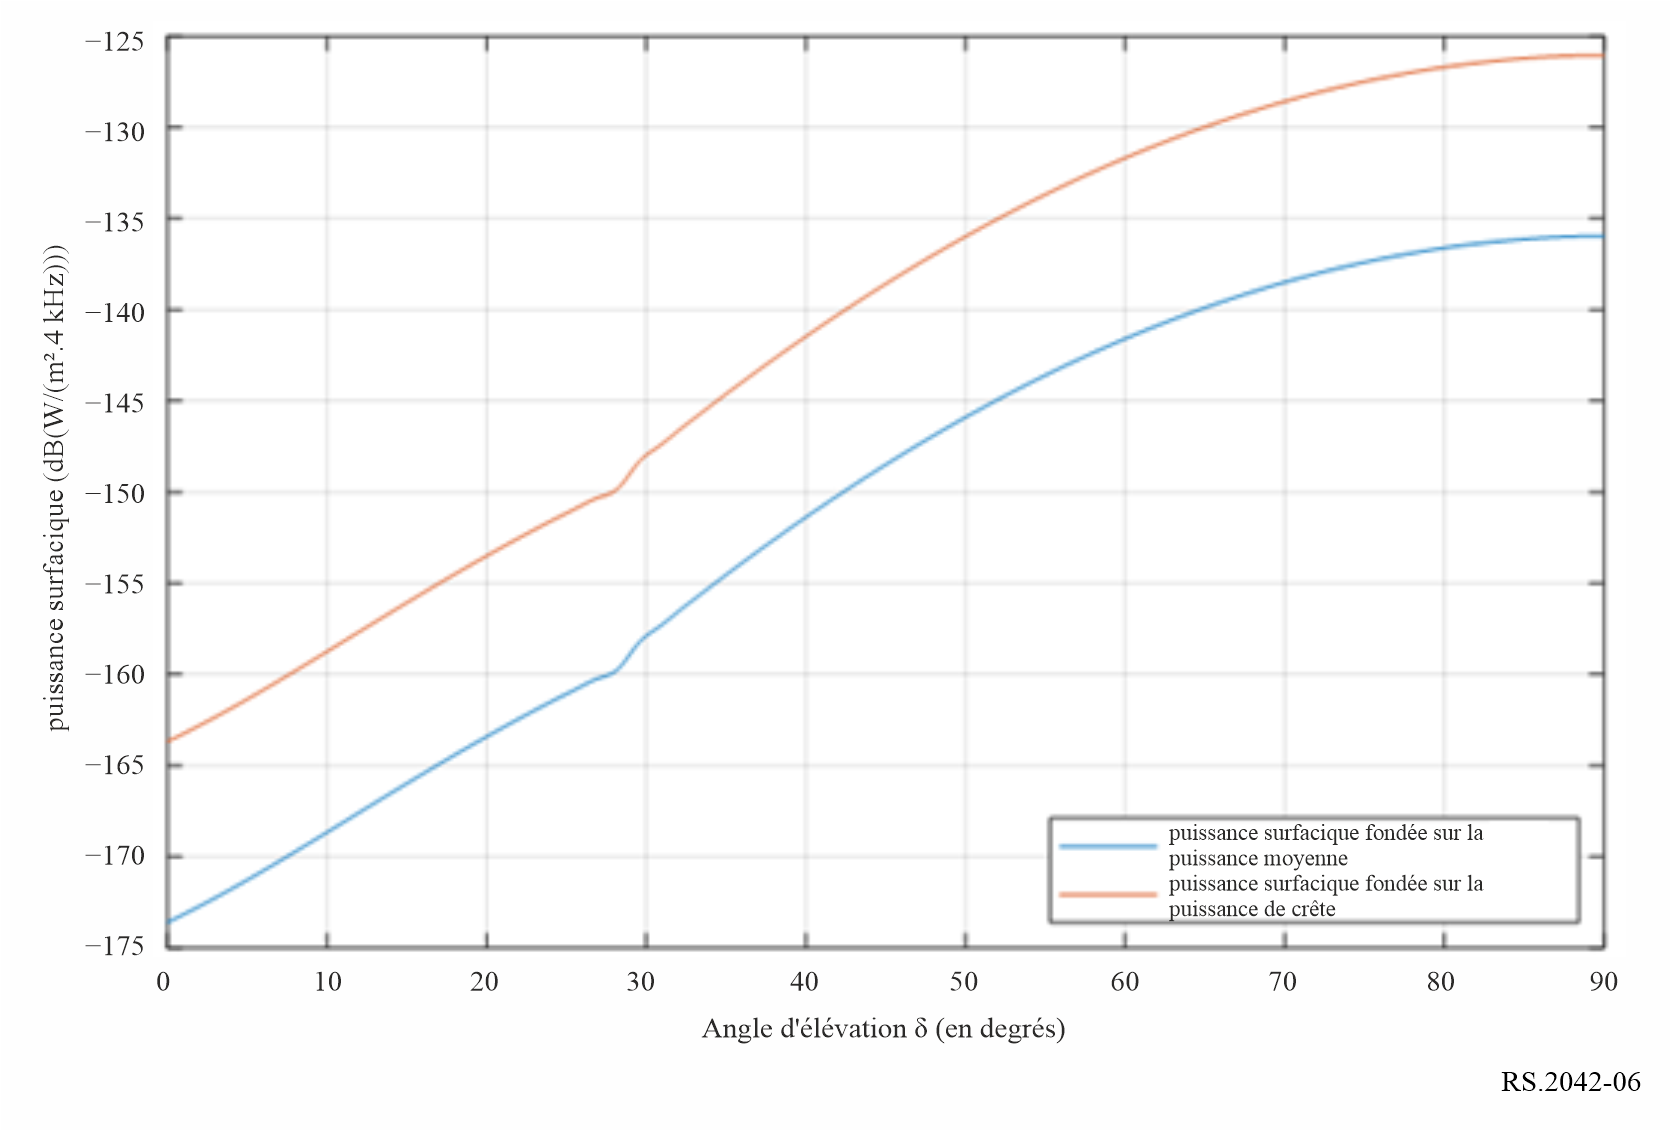 −125
−130
−135
−140
−145
−150
−155
−160
−165
−170
−175
puissance surfacique (dB(W/(m².4 kHz)))
puissance surfacique fondée sur la
puissance moyenne
puissance surfacique fondée sur la
puissance de crête
0 10 20 30 40 50 60 70 80 90
Angle d'élévation δ (en degrés)
RS.2042-06